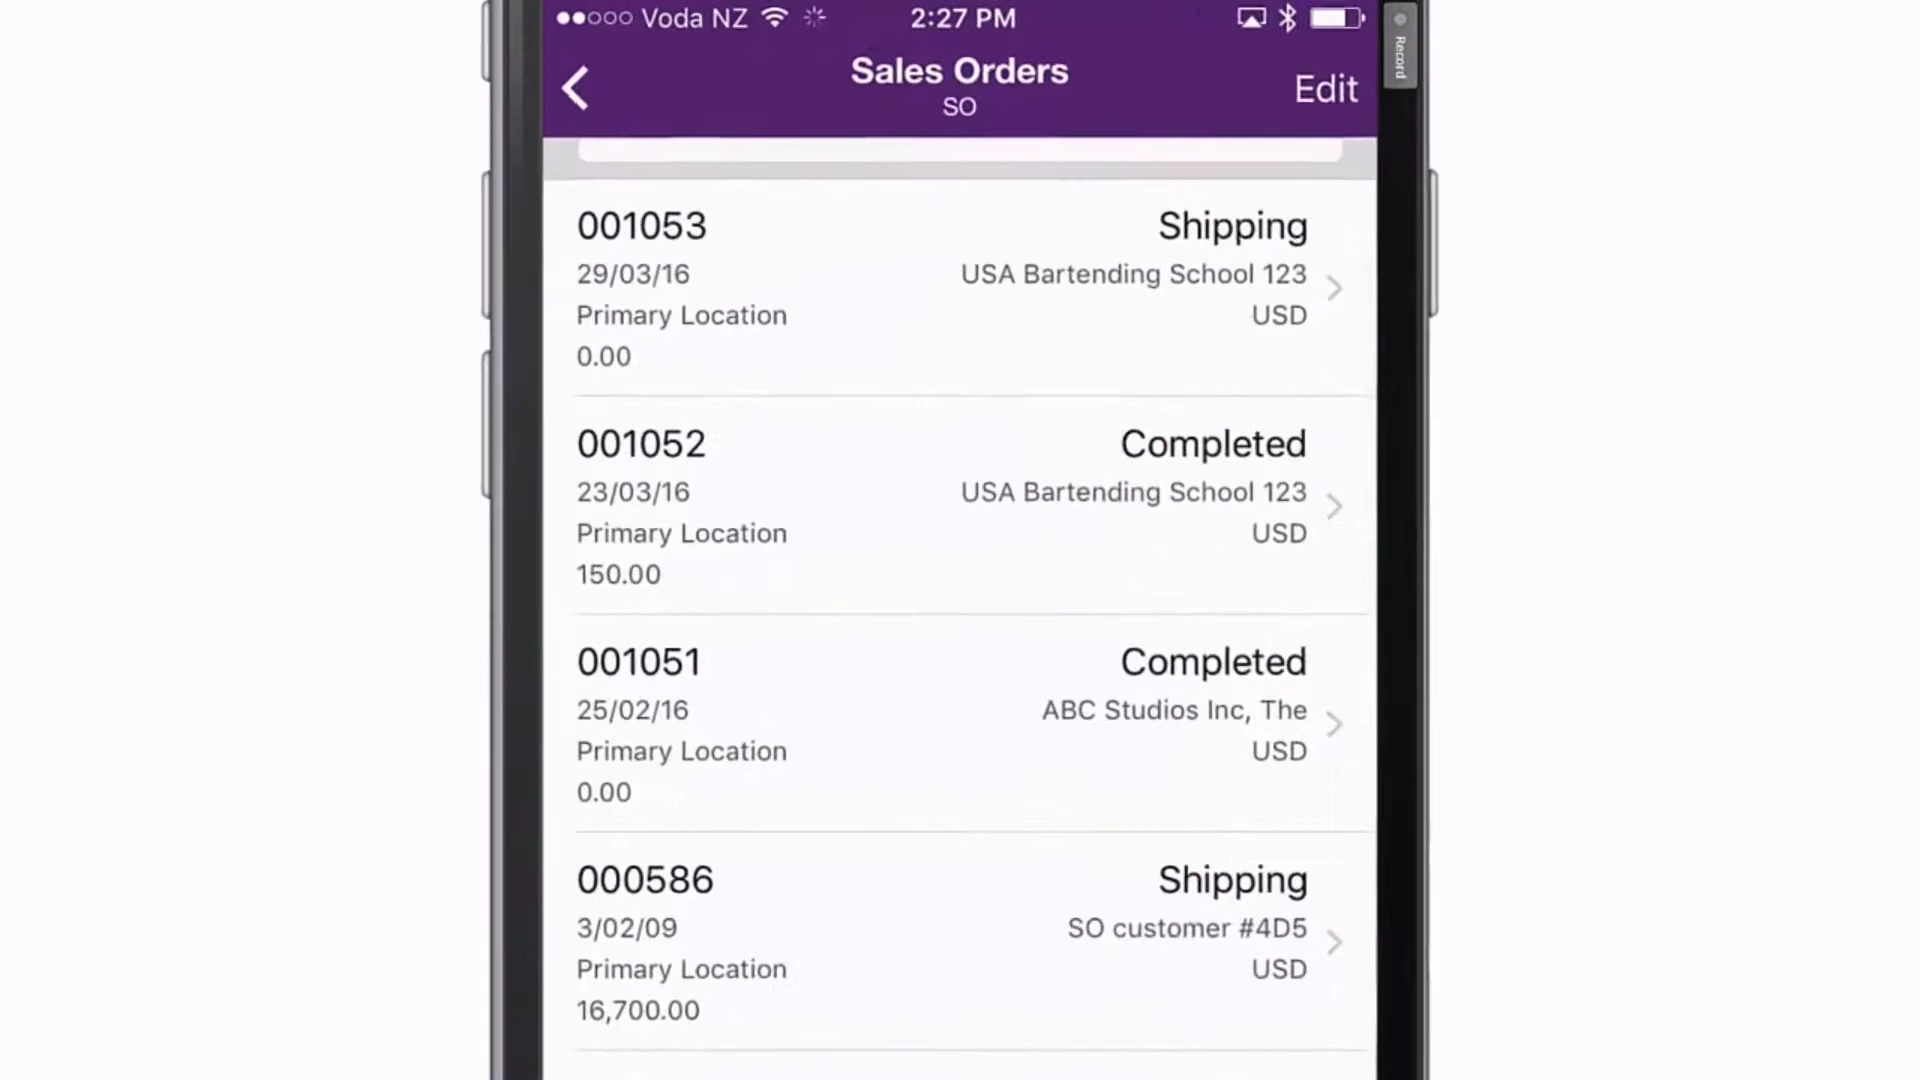 Voda NZ 2:27 PM
Record
Sales Orders
SO
Edit
001053 Shipping
29/03/16 USA Bartending School 123
Primary Location USD
0.00
001052 Completed
23/03/16 USA Bartending School 123
Primary Location USD
150.00
001051 Completed
25/02/16 ABC Studios Inc, The
Primary Location USD
0.00
000586 Shipping
3/02/09 SO customer #4D5
Primary Location USD
16,700.00